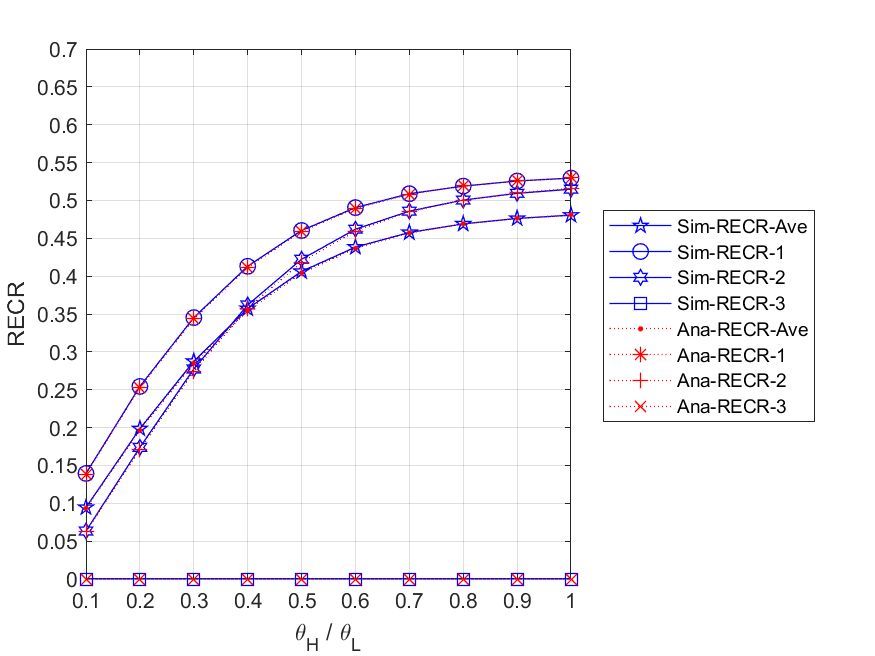 0.7
0.65
0.6
0.55
0.5
0.45
0.4
0.35
0.3
0.25
0.2
0.15
0.1
0.05
0
RECR
0.1 0.2 0.3 0.4 0.5 0.6 0.7 0.8 0.9 1
θ_H / θ_L
Sim-RECR-Ave
Sim-RECR-1
Sim-RECR-2
Sim-RECR-3
Ana-RECR-Ave
Ana-RECR-1
Ana-RECR-2
Ana-RECR-3